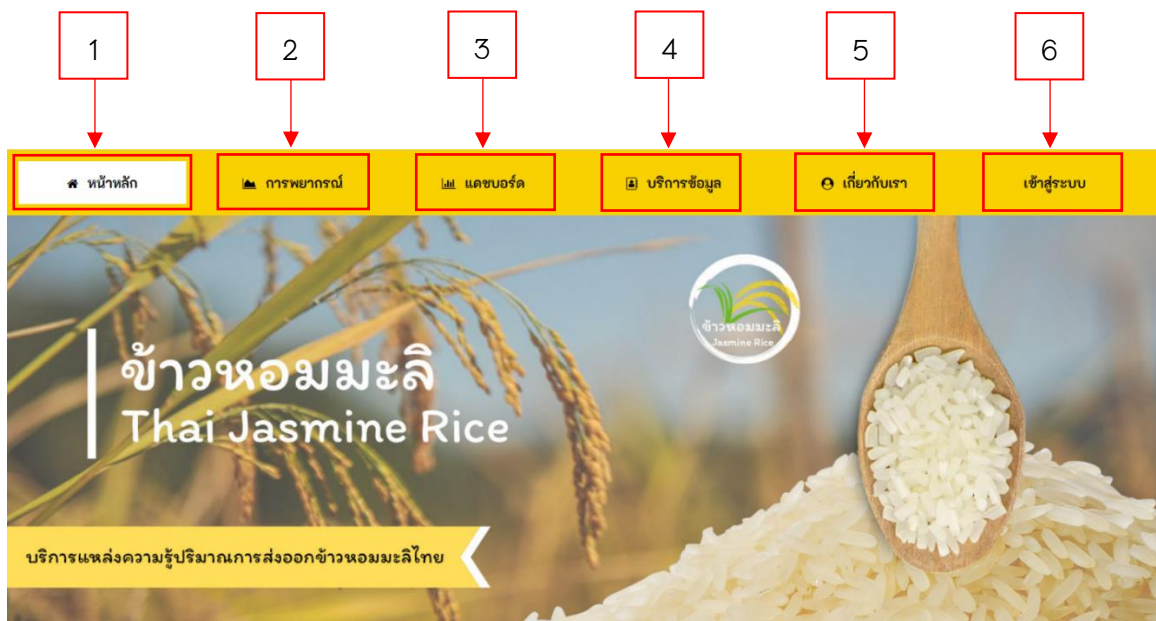 1 2 3 4 5 6
หน้าหลัก การพยากรณ์ แดชบอร์ด บริการข้อมูล เกี่ยวกับเรา เข้าสู่ระบบ
ข้าวหอมมะลิ
Jasmine Rice
ข้าวหอมมะลิ
Thai Jasmine Rice
บริการแหล่งความรู้ปริมาณการส่งออกข้าวหอมมะลิไทย